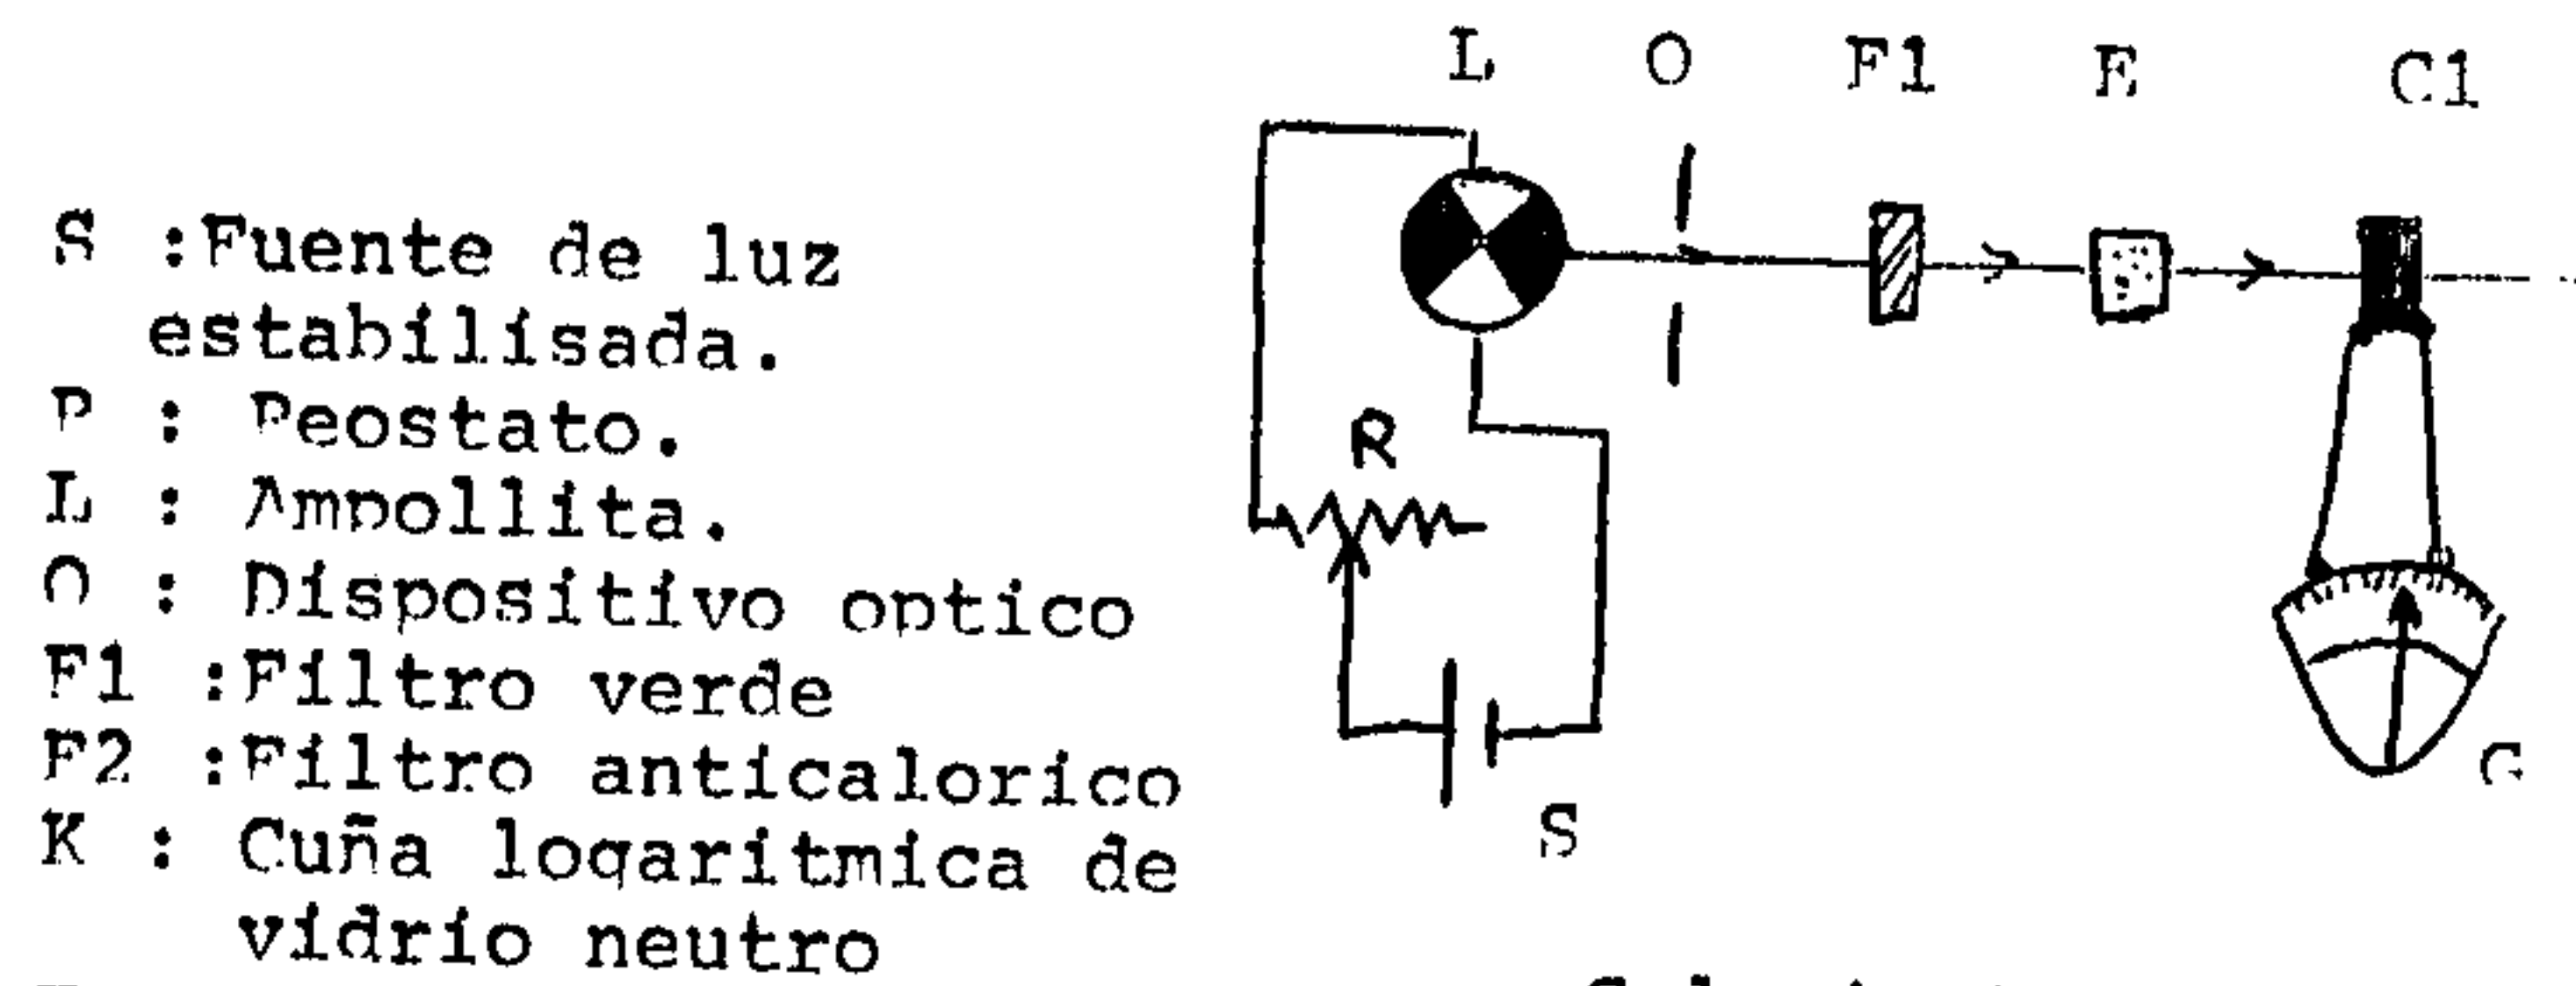 L O F1 E C1
S :Fuente de luz
estabilisada.
R : Reostato.
L : Ampollita.
O : Dispositivo optico
F1 :Filtro verde
F2 :Filtro anticalorico
K : Cuña logaritmica de
vidrio neutro
R
S
G